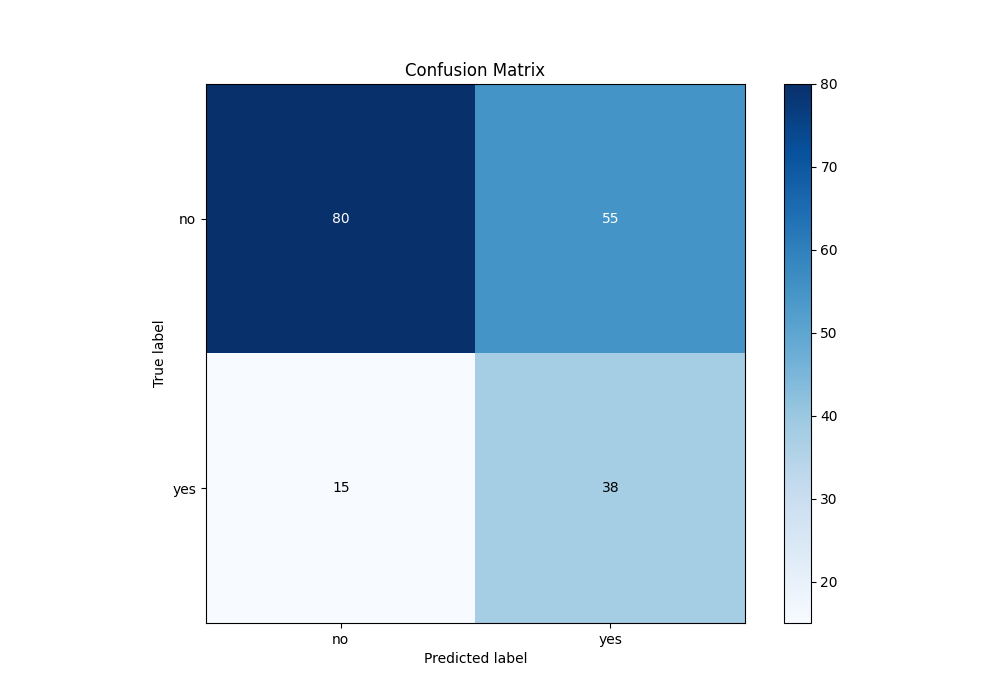 Confusion Matrix
80
no
80
55
70
60
50
True label
40
yes
15
38
30
20
no
yes
Predicted label